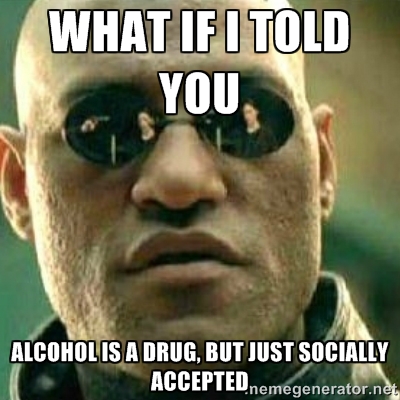 WHAT IF I TOLD
YOU
ALCOHOL IS A DRUG, BUT JUST SOCIALLY
ACCEPTED
memegenerator.net